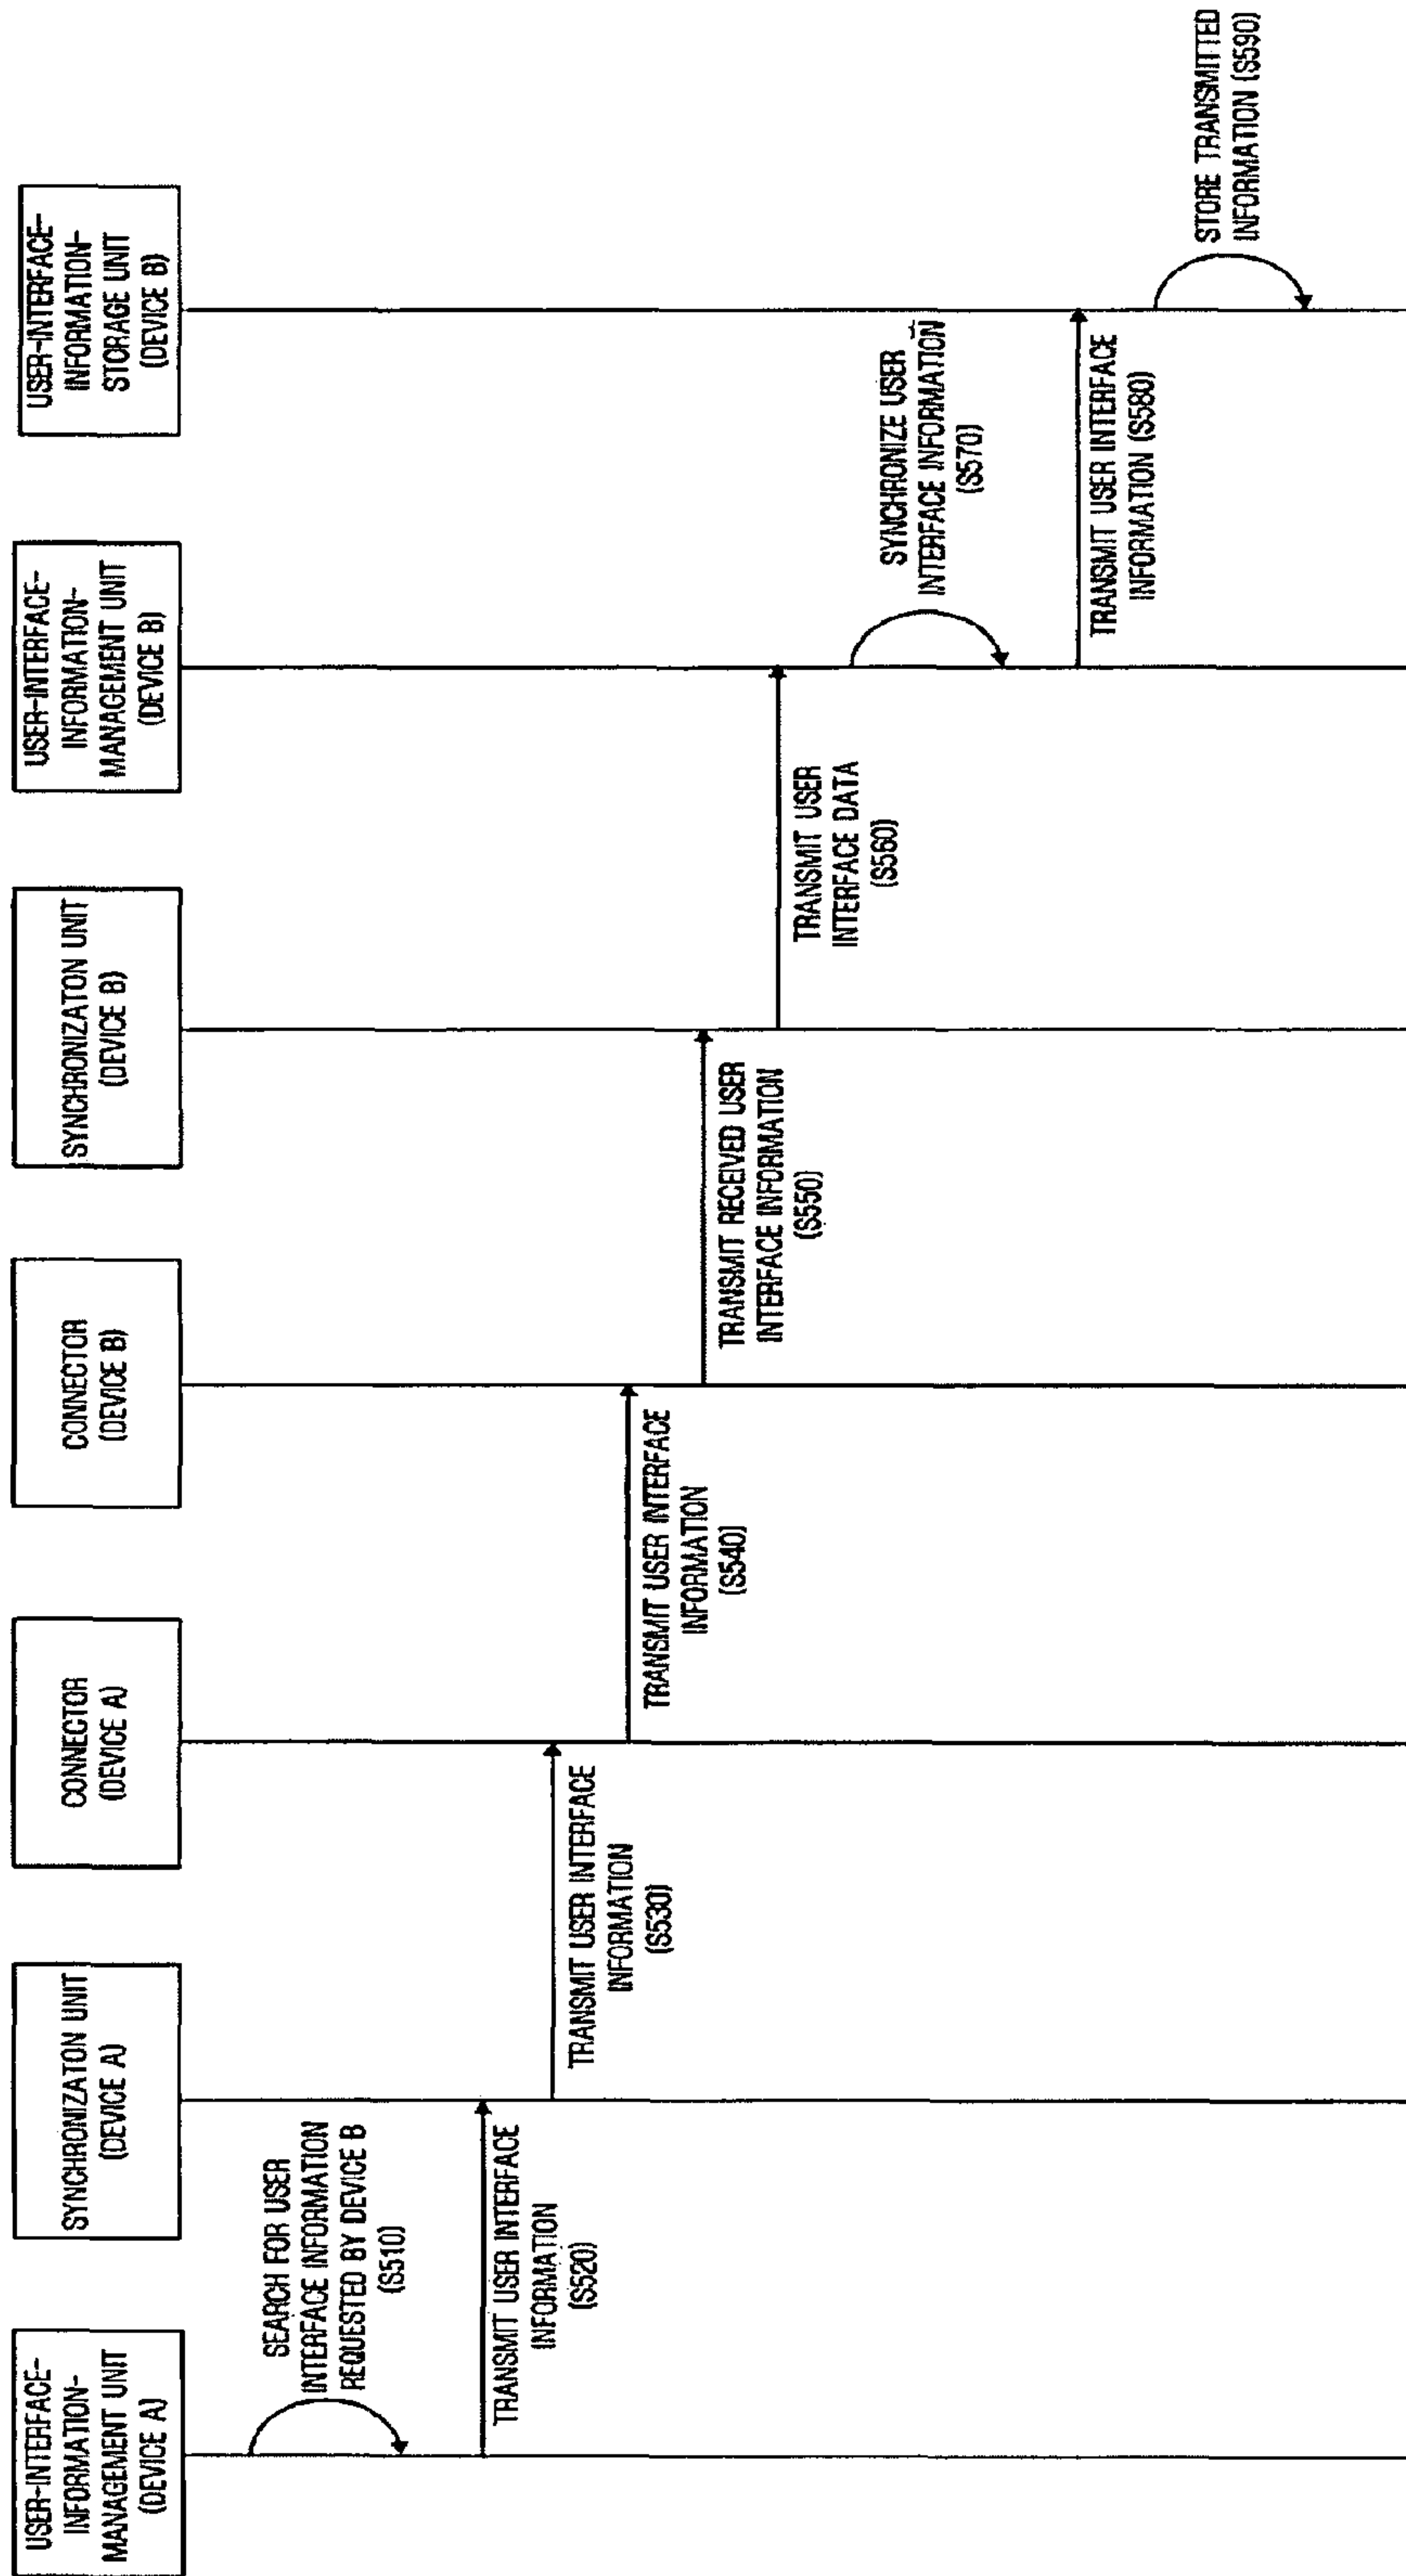 USER-INTERFACE-
INFORMATION-
MANAGEMENT UNIT
(DEVICE A)
SYNCHRONIZATON UNIT
(DEVICE A)
CONNECTOR
(DEVICE A)
CONNECTOR
(DEVICE B)
SYNCHRONIZATON UNIT
(DEVICE B)
USER-INTERFACE-
INFORMATION-
MANAGEMENT UNIT
(DEVICE B)
USER-INTERFACE-
INFORMATION-
STORAGE UNIT
(DEVICE B)
SEARCH FOR USER
INTERFACE INFORMATION
REQUESTED BY DEVICE B
(S510)
TRANSMIT USER INTERFACE
INFORMATION
(S520)
TRANSMIT USER INTERFACE
INFORMATION
(S530)
TRANSMIT USER INTERFACE
INFORMATION
(S540)
TRANSMIT RECEIVED USER
INTERFACE INFORMATION
(S550)
TRANSMIT USER
INTERFACE DATA
(S560)
SYNCHRONIZE USER
INTERFACE INFORMATION
(S570)
TRANSMIT USER INTERFACE
INFORMATION (S580)
STORE TRANSMITTED
INFORMATION (S590)